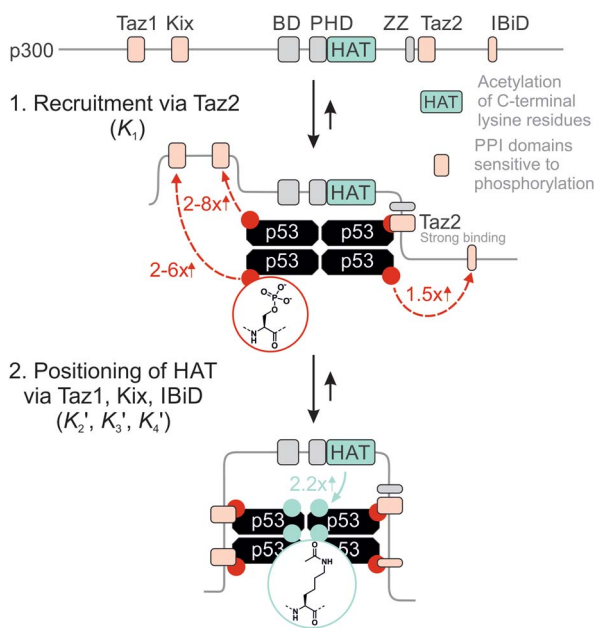 Taz1 Kix BD PHD ZZ Taz2 IBiD
p300 HAT
1. Recruitment via Taz2
(K₁)
HAT
Acetylation
of C-terminal
lysine residues
PPI domains
sensitive to
phosphorylation
HAT
2-8x
p53 p53
Taz2
Strong binding
p53 p53
2-6x
1.5x
O
O=P-O⁻
O⁻
O
N
H
O
2. Positioning of HAT
via Taz1, Kix, IBiD
(K₂', K₃', K₄')
HAT
2.2x
p53 p53
p53 p53
O
NH
N
H
O